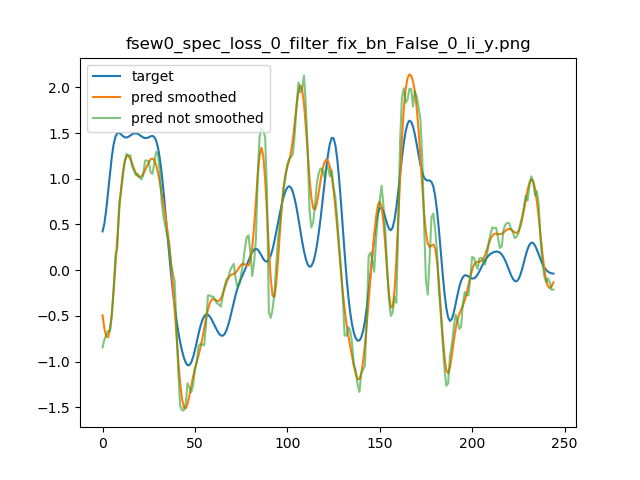 fsew0_spec_loss_0_filter_fix_bn_False_0_li_y.png
target
pred smoothed
pred not smoothed
2.0
1.5
1.0
0.5
0.0
−0.5
−1.0
−1.5
0 50 100 150 200 250